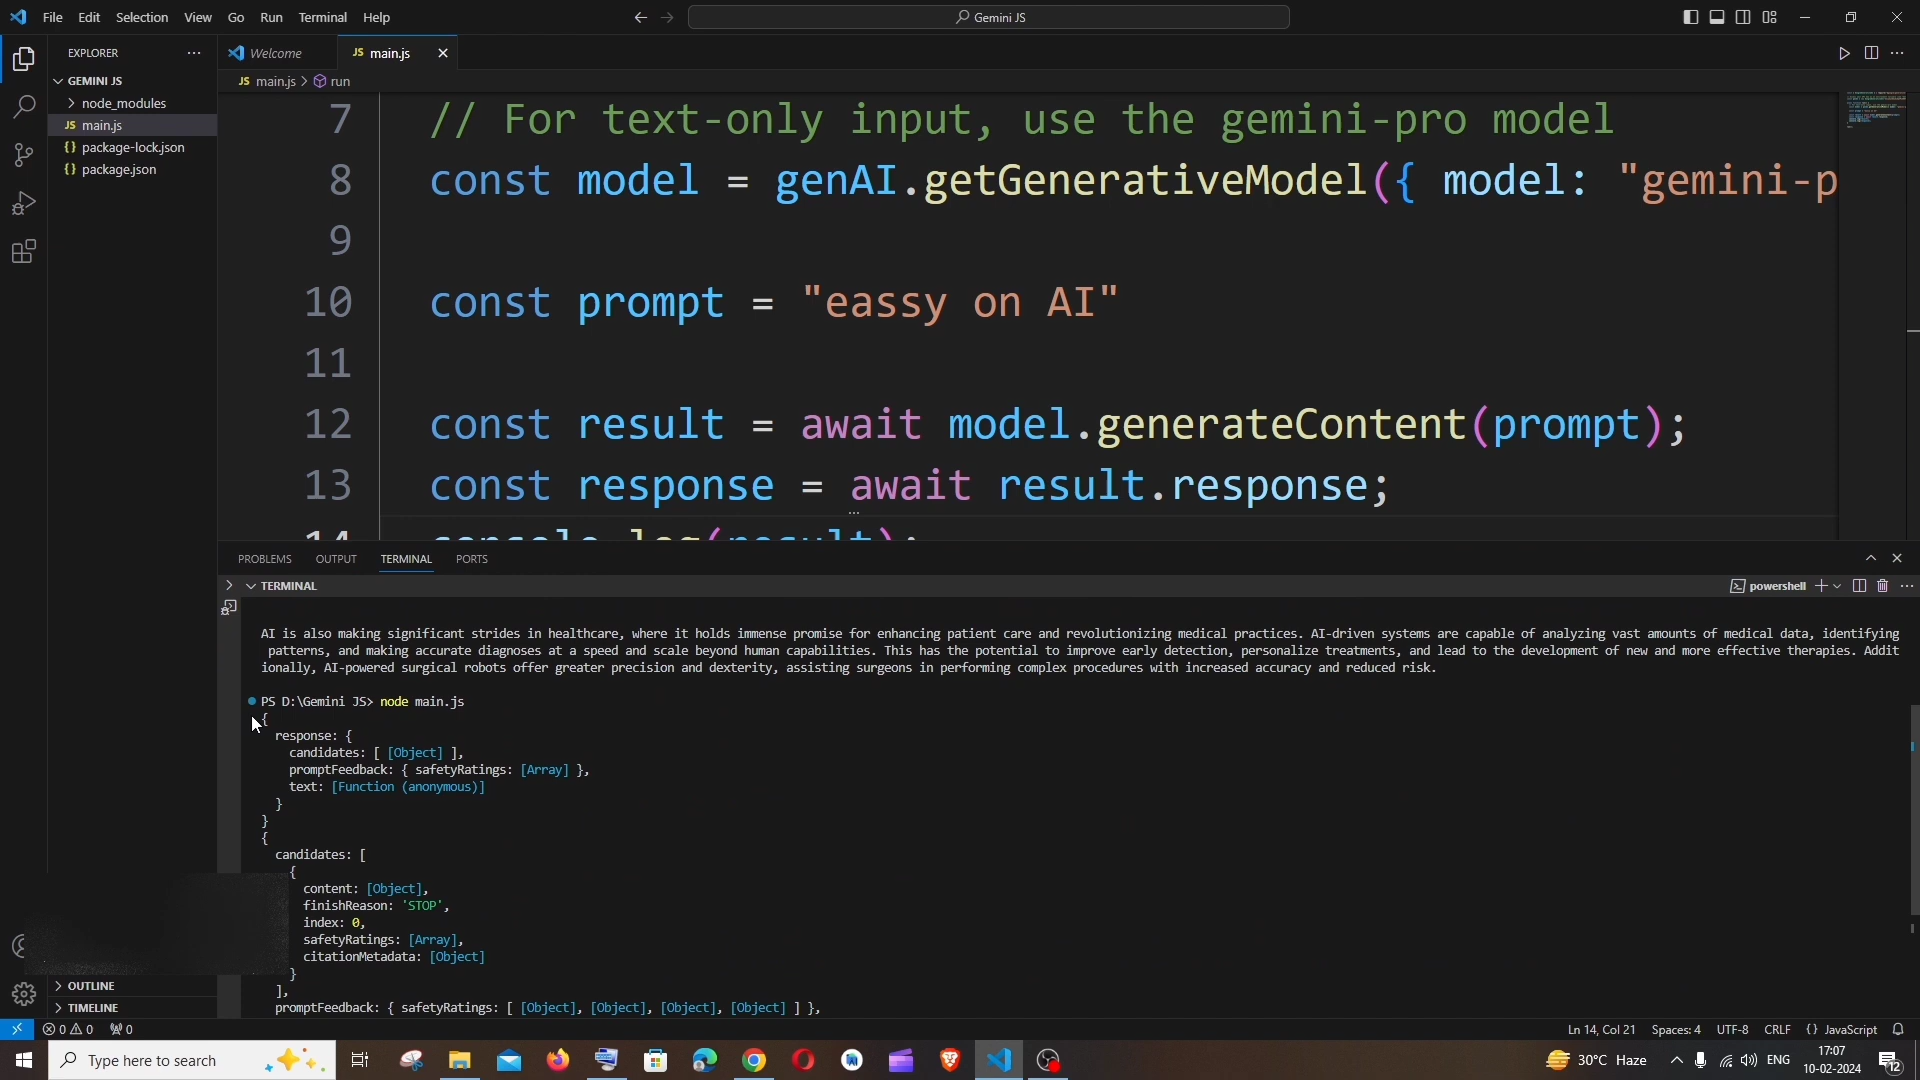 File Edit Selection View Go Run Terminal Help
Gemini JS
EXPLORER
GEMINI JS
node_modules
JS main.js
{} package-lock.json
{} package.json
OUTLINE
TIMELINE
Welcome
JS main.js
JS main.js > run
7 // For text-only input, use the gemini-pro model
8 const model = genAI.getGenerativeModel({ model: "gemini-p
9
10 const prompt = "eassy on AI"
11
12 const result = await model.generateContent(prompt);
13 const response = await result.response;
14 console.log(result);
PROBLEMS OUTPUT TERMINAL PORTS
TERMINAL
powershell
AI is also making significant strides in healthcare, where it holds immense promise for enhancing patient care and revolutionizing medical practices. AI-driven systems are capable of analyzing vast amounts of medical data, identifying
patterns, and making accurate diagnoses at a speed and scale beyond human capabilities. This has the potential to improve early detection, personalize treatments, and lead to the development of new and more effective therapies. Addit
ionally, AI-powered surgical robots offer greater precision and dexterity, assisting surgeons in performing complex procedures with increased accuracy and reduced risk.
PS D:\Gemini JS> node main.js
{
response: {
candidates: [ [Object] ],
promptFeedback: { safetyRatings: [Array] },
text: [Function (anonymous)]
}
}
{
candidates: [
{
content: [Object],
finishReason: 'STOP',
index: 0,
safetyRatings: [Array],
citationMetadata: [Object]
}
],
promptFeedback: { safetyRatings: [ [Object], [Object], [Object], [Object] ] },
0 0 0
Ln 14, Col 21 Spaces: 4 UTF-8 CRLF {} JavaScript
Type here to search
30°C Haze
ENG
17:07
10-02-2024
12